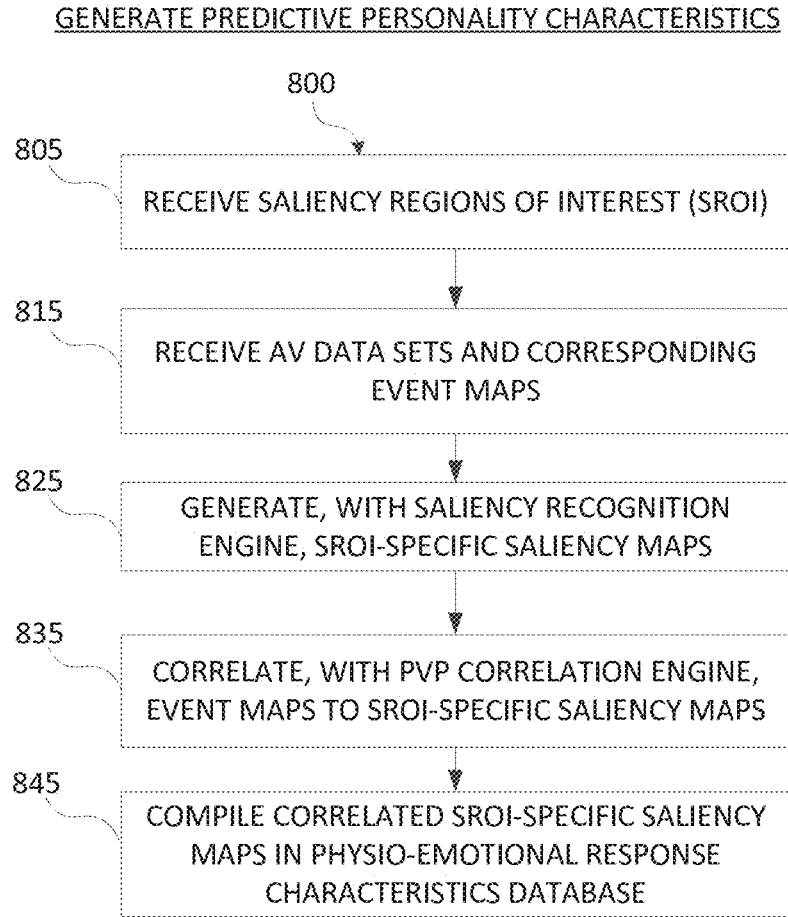 GENERATE PREDICTIVE PERSONALITY CHARACTERISTICS
800
805
RECEIVE SALIENCY REGIONS OF INTEREST (SROI)
815
RECEIVE AV DATA SETS AND CORRESPONDING
EVENT MAPS
825
GENERATE, WITH SALIENCY RECOGNITION
ENGINE, SROI-SPECIFIC SALIENCY MAPS
835
CORRELATE, WITH PVP CORRELATION ENGINE,
EVENT MAPS TO SROI-SPECIFIC SALIENCY MAPS
845
COMPILE CORRELATED SROI-SPECIFIC SALIENCY
MAPS IN PHYSIO-EMOTIONAL RESPONSE
CHARACTERISTICS DATABASE